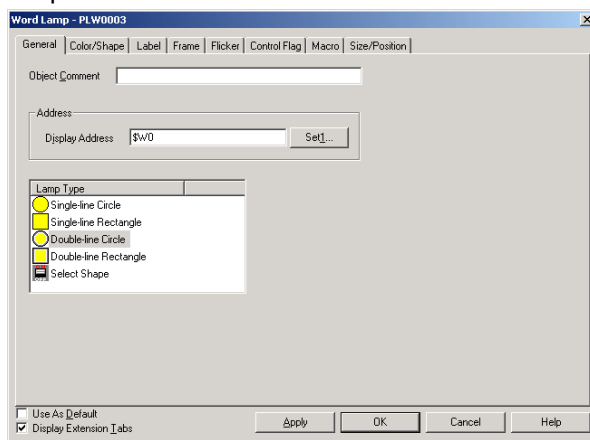 Word Lamp - PLW0003
General Color/Shape Label Frame Flicker Control Flag Macro Size/Position
Object Comment
Address
Display Address $W0 Set1...
Lamp Type
Single-line Circle
Single-line Rectangle
Double-line Circle
Double-line Rectangle
Select Shape
Use As Default
Display Extension Tabs
Apply OK Cancel Help